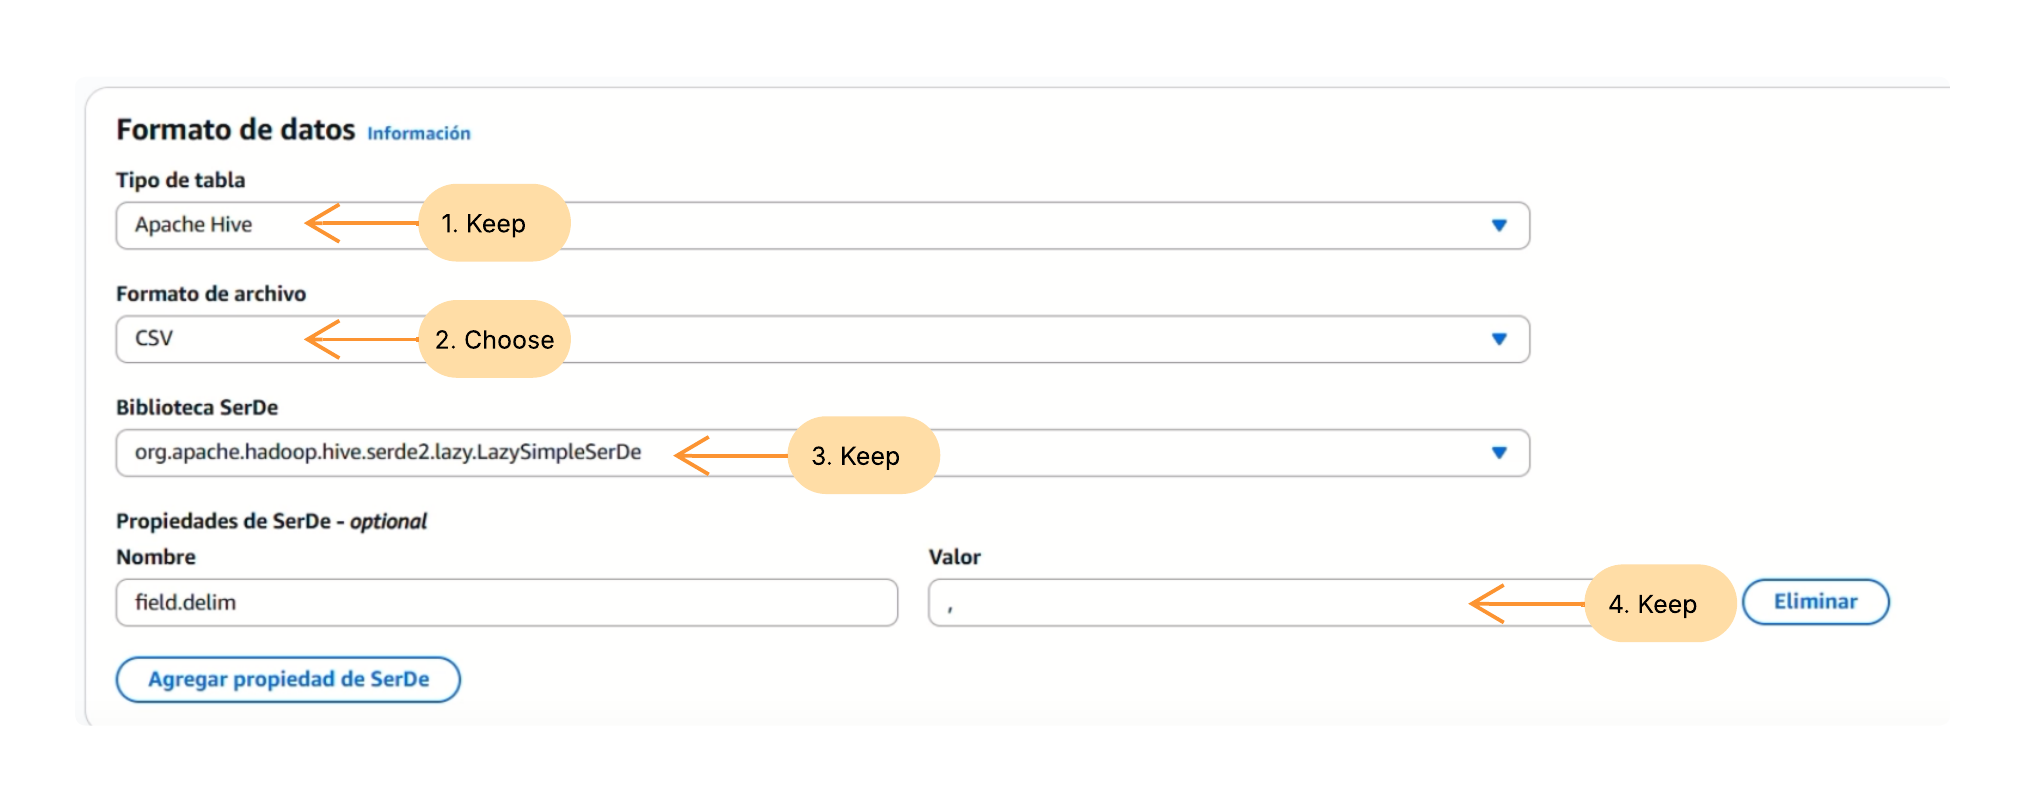 Formato de datos Información
Tipo de tabla
Apache Hive
1. Keep
Formato de archivo
CSV
2. Choose
Biblioteca SerDe
org.apache.hadoop.hive.serde2.lazy.LazySimpleSerDe
3. Keep
Propiedades de SerDe - optional
Nombre
Valor
field.delim
,
4. Keep
Eliminar
Agregar propiedad de SerDe